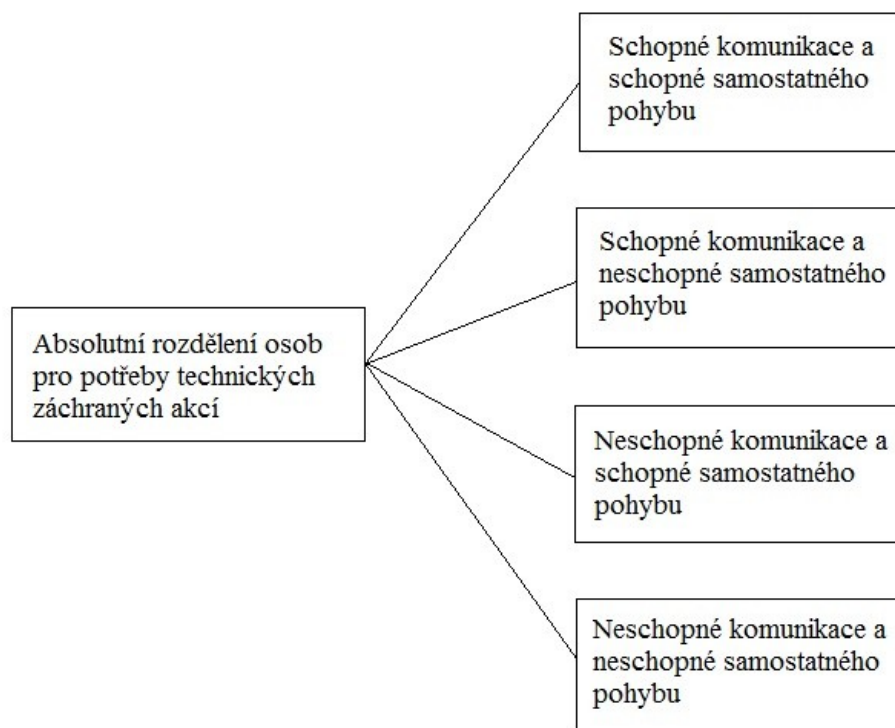 Schopné komunikace a
schopné samostatného
pohybu
Schopné komunikace a
neschopné samostatného
pohybu
Absolutní rozdělení osob
pro potřeby technických
záchraných akcí
Neschopné komunikace a
schopné samostatného
pohybu
Neschopné komunikace a
neschopné samostatného
pohybu